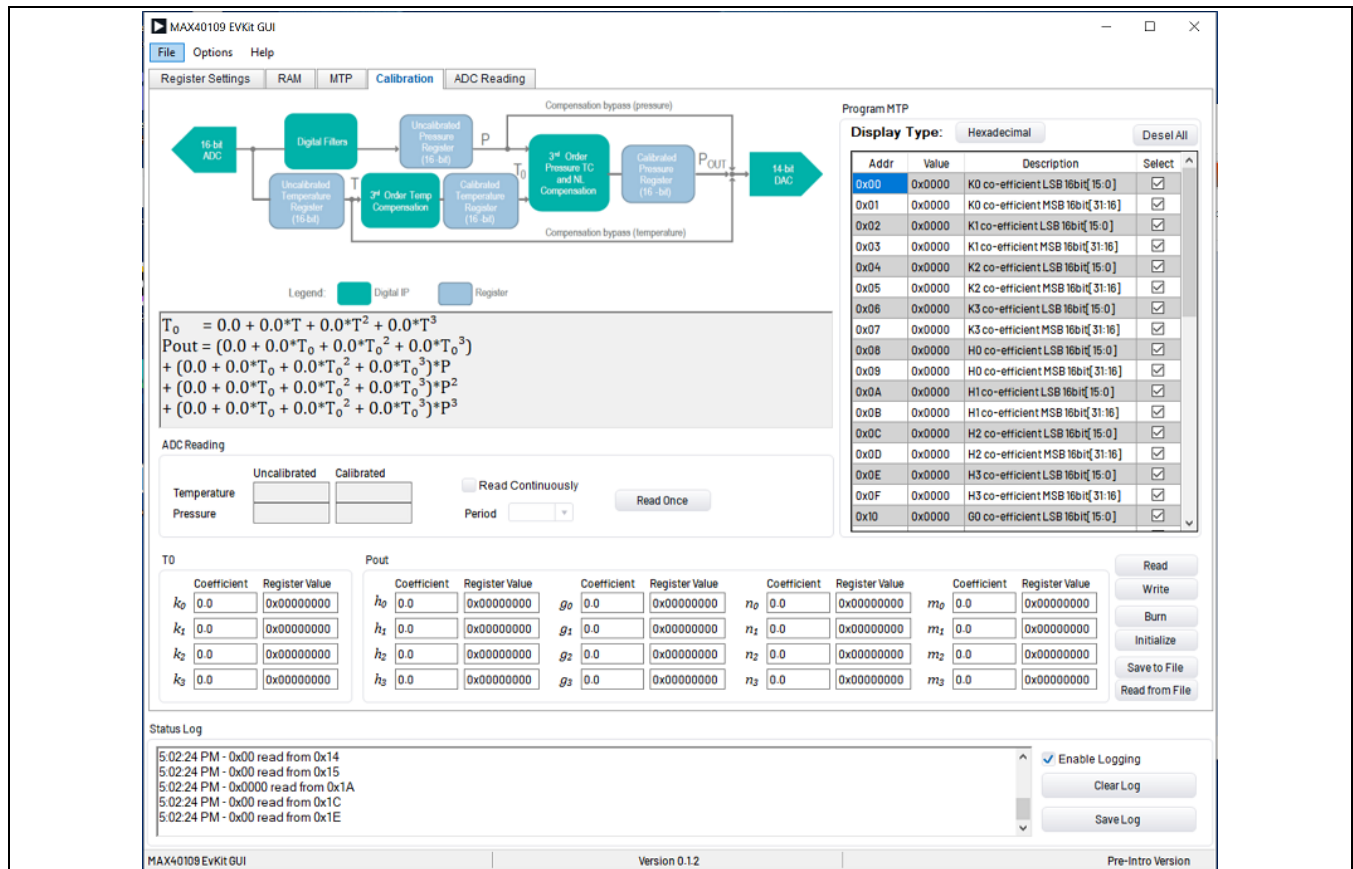 MAX40109 EVKit GUI
File Options Help
Register Settings RAM MTP Calibration ADC Reading
Compensation bypass (pressure)
16-bit
ADC
Digital Filters
Uncalibrated
Pressure
Register
(16 -bit)
P
Uncalibrated
Temperature
Register
(16-bit)
T
3rd Order Temp
Compensation
Calibrated
Temperature
Register
(16 -bit)
T0
3rd Order
Pressure TC
and NL
Compensation
Calibrated
Pressure
Register
(16 -bit)
POUT
14-bit
DAC
Compensation bypass (temperature)
Legend: Digital IP Register
T₀ = 0.0 + 0.0*T + 0.0*T² + 0.0*T³
Pout = (0.0 + 0.0*T₀ + 0.0*T₀² + 0.0*T₀³)
+ (0.0 + 0.0*T₀ + 0.0*T₀² + 0.0*T₀³)*P
+ (0.0 + 0.0*T₀ + 0.0*T₀² + 0.0*T₀³)*P²
+ (0.0 + 0.0*T₀ + 0.0*T₀² + 0.0*T₀³)*P³
Program MTP
Display Type: Hexadecimal Desel All
Addr Value Description Select
0x00 0x0000 K0 co-efficient LSB 16bit[15:0]
0x01 0x0000 K0 co-efficient MSB 16bit[31:16]
0x02 0x0000 K1 co-efficient LSB 16bit[15:0]
0x03 0x0000 K1 co-efficient MSB 16bit[31:16]
0x04 0x0000 K2 co-efficient LSB 16bit[15:0]
0x05 0x0000 K2 co-efficient MSB 16bit[31:16]
0x06 0x0000 K3 co-efficient LSB 16bit[15:0]
0x07 0x0000 K3 co-efficient MSB 16bit[31:16]
0x08 0x0000 H0 co-efficient LSB 16bit[15:0]
0x09 0x0000 H0 co-efficient MSB 16bit[31:16]
0x0A 0x0000 H1 co-efficient LSB 16bit[15:0]
0x0B 0x0000 H1 co-efficient MSB 16bit[31:16]
0x0C 0x0000 H2 co-efficient LSB 16bit[15:0]
0x0D 0x0000 H2 co-efficient MSB 16bit[31:16]
0x0E 0x0000 H3 co-efficient LSB 16bit[15:0]
0x0F 0x0000 H3 co-efficient MSB 16bit[31:16]
0x10 0x0000 G0 co-efficient LSB 16bit[15:0]
ADC Reading
Uncalibrated Calibrated
Temperature
Pressure
Read Continuously
Period
Read Once
T0 Pout
Coefficient Register Value Coefficient Register Value Coefficient Register Value Coefficient Register Value Coefficient Register Value
k₀ 0.0 0x00000000 h₀ 0.0 0x00000000 g₀ 0.0 0x00000000 n₀ 0.0 0x00000000 m₀ 0.0 0x00000000
k₁ 0.0 0x00000000 h₁ 0.0 0x00000000 g₁ 0.0 0x00000000 n₁ 0.0 0x00000000 m₁ 0.0 0x00000000
k₂ 0.0 0x00000000 h₂ 0.0 0x00000000 g₂ 0.0 0x00000000 n₂ 0.0 0x00000000 m₂ 0.0 0x00000000
k₃ 0.0 0x00000000 h₃ 0.0 0x00000000 g₃ 0.0 0x00000000 n₃ 0.0 0x00000000 m₃ 0.0 0x00000000
Read
Write
Burn
Initialize
Save to File
Read from File
Status Log
5:02:24 PM - 0x00 read from 0x14
5:02:24 PM - 0x00 read from 0x15
5:02:24 PM - 0x0000 read from 0x1A
5:02:24 PM - 0x00 read from 0x1C
5:02:24 PM - 0x00 read from 0x1E
Enable Logging
Clear Log
Save Log
MAX40109 EvKit GUI Version 0.1.2 Pre-Intro Version